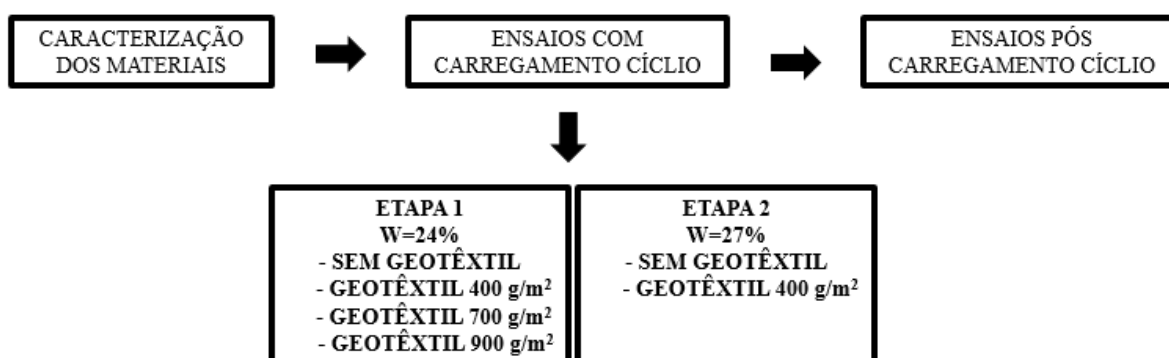 CARACTERIZAÇÃO
DOS MATERIAIS
ENSAIOS COM
CARREGAMENTO CÍCLIO
ENSAIOS PÓS
CARREGAMENTO CÍCLIO
ETAPA 1
W=24%
- SEM GEOTÊXTIL
- GEOTÊXTIL 400 g/m²
- GEOTÊXTIL 700 g/m²
- GEOTÊXTIL 900 g/m²
ETAPA 2
W=27%
- SEM GEOTÊXTIL
- GEOTÊXTIL 400 g/m²